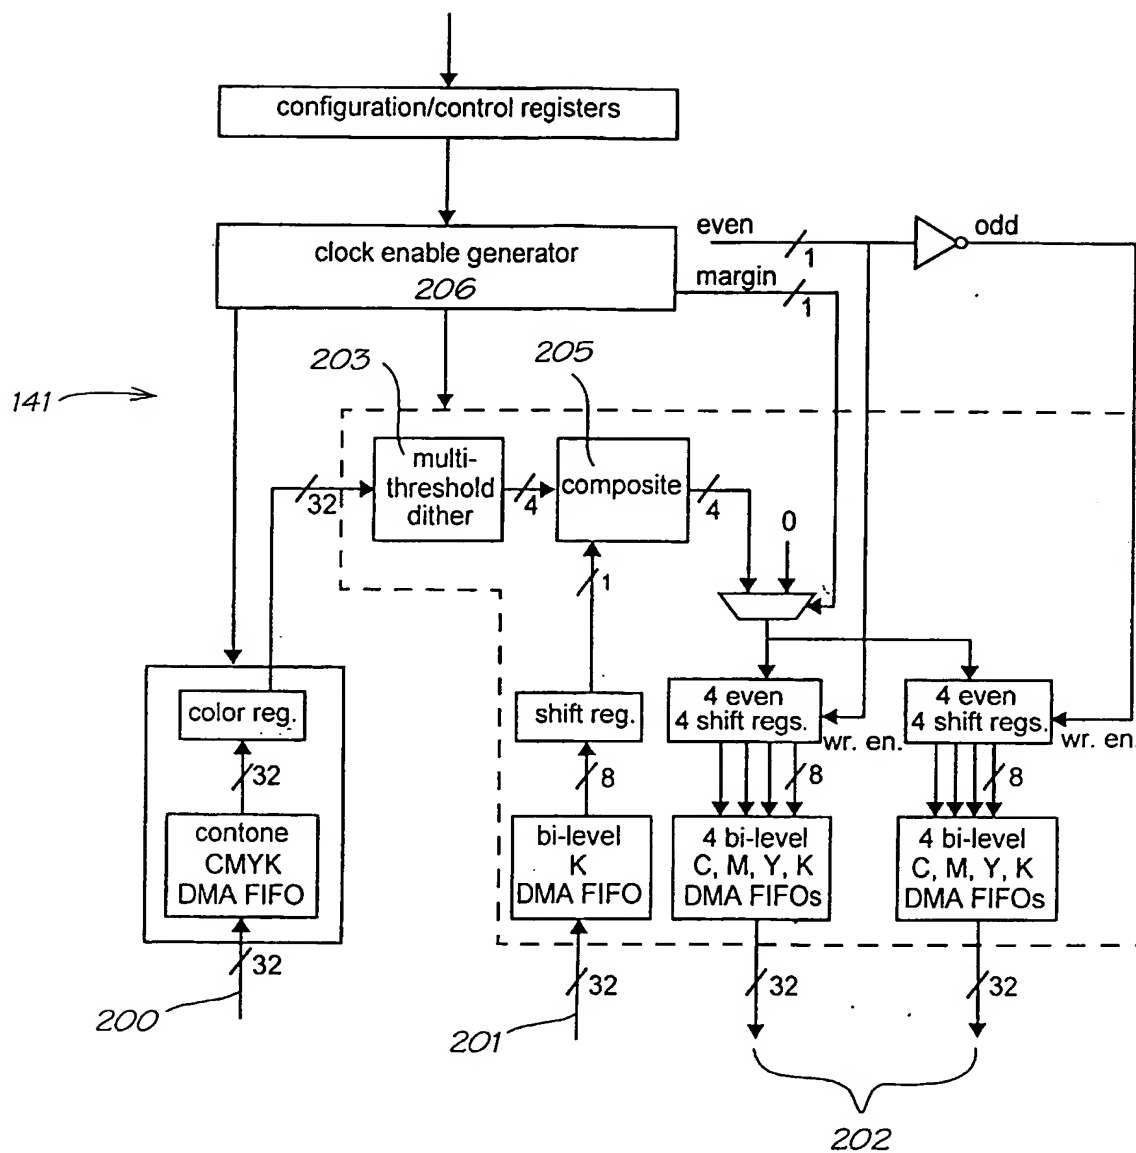 configuration/control registers
clock enable generator
206
even
1
odd
margin
1
203
205
141
multi-
threshold
dither
composite
32
4
4
0
1
color reg.
shift reg.
4 even
4 shift regs.
wr. en.
4 even
4 shift regs.
wr. en.
32
8
8
8
contone
CMYK
DMA FIFO
bi-level
K
DMA FIFO
4 bi-level
C, M, Y, K
DMA FIFOs
4 bi-level
C, M, Y, K
DMA FIFOs
32
32
32
32
200
201
202